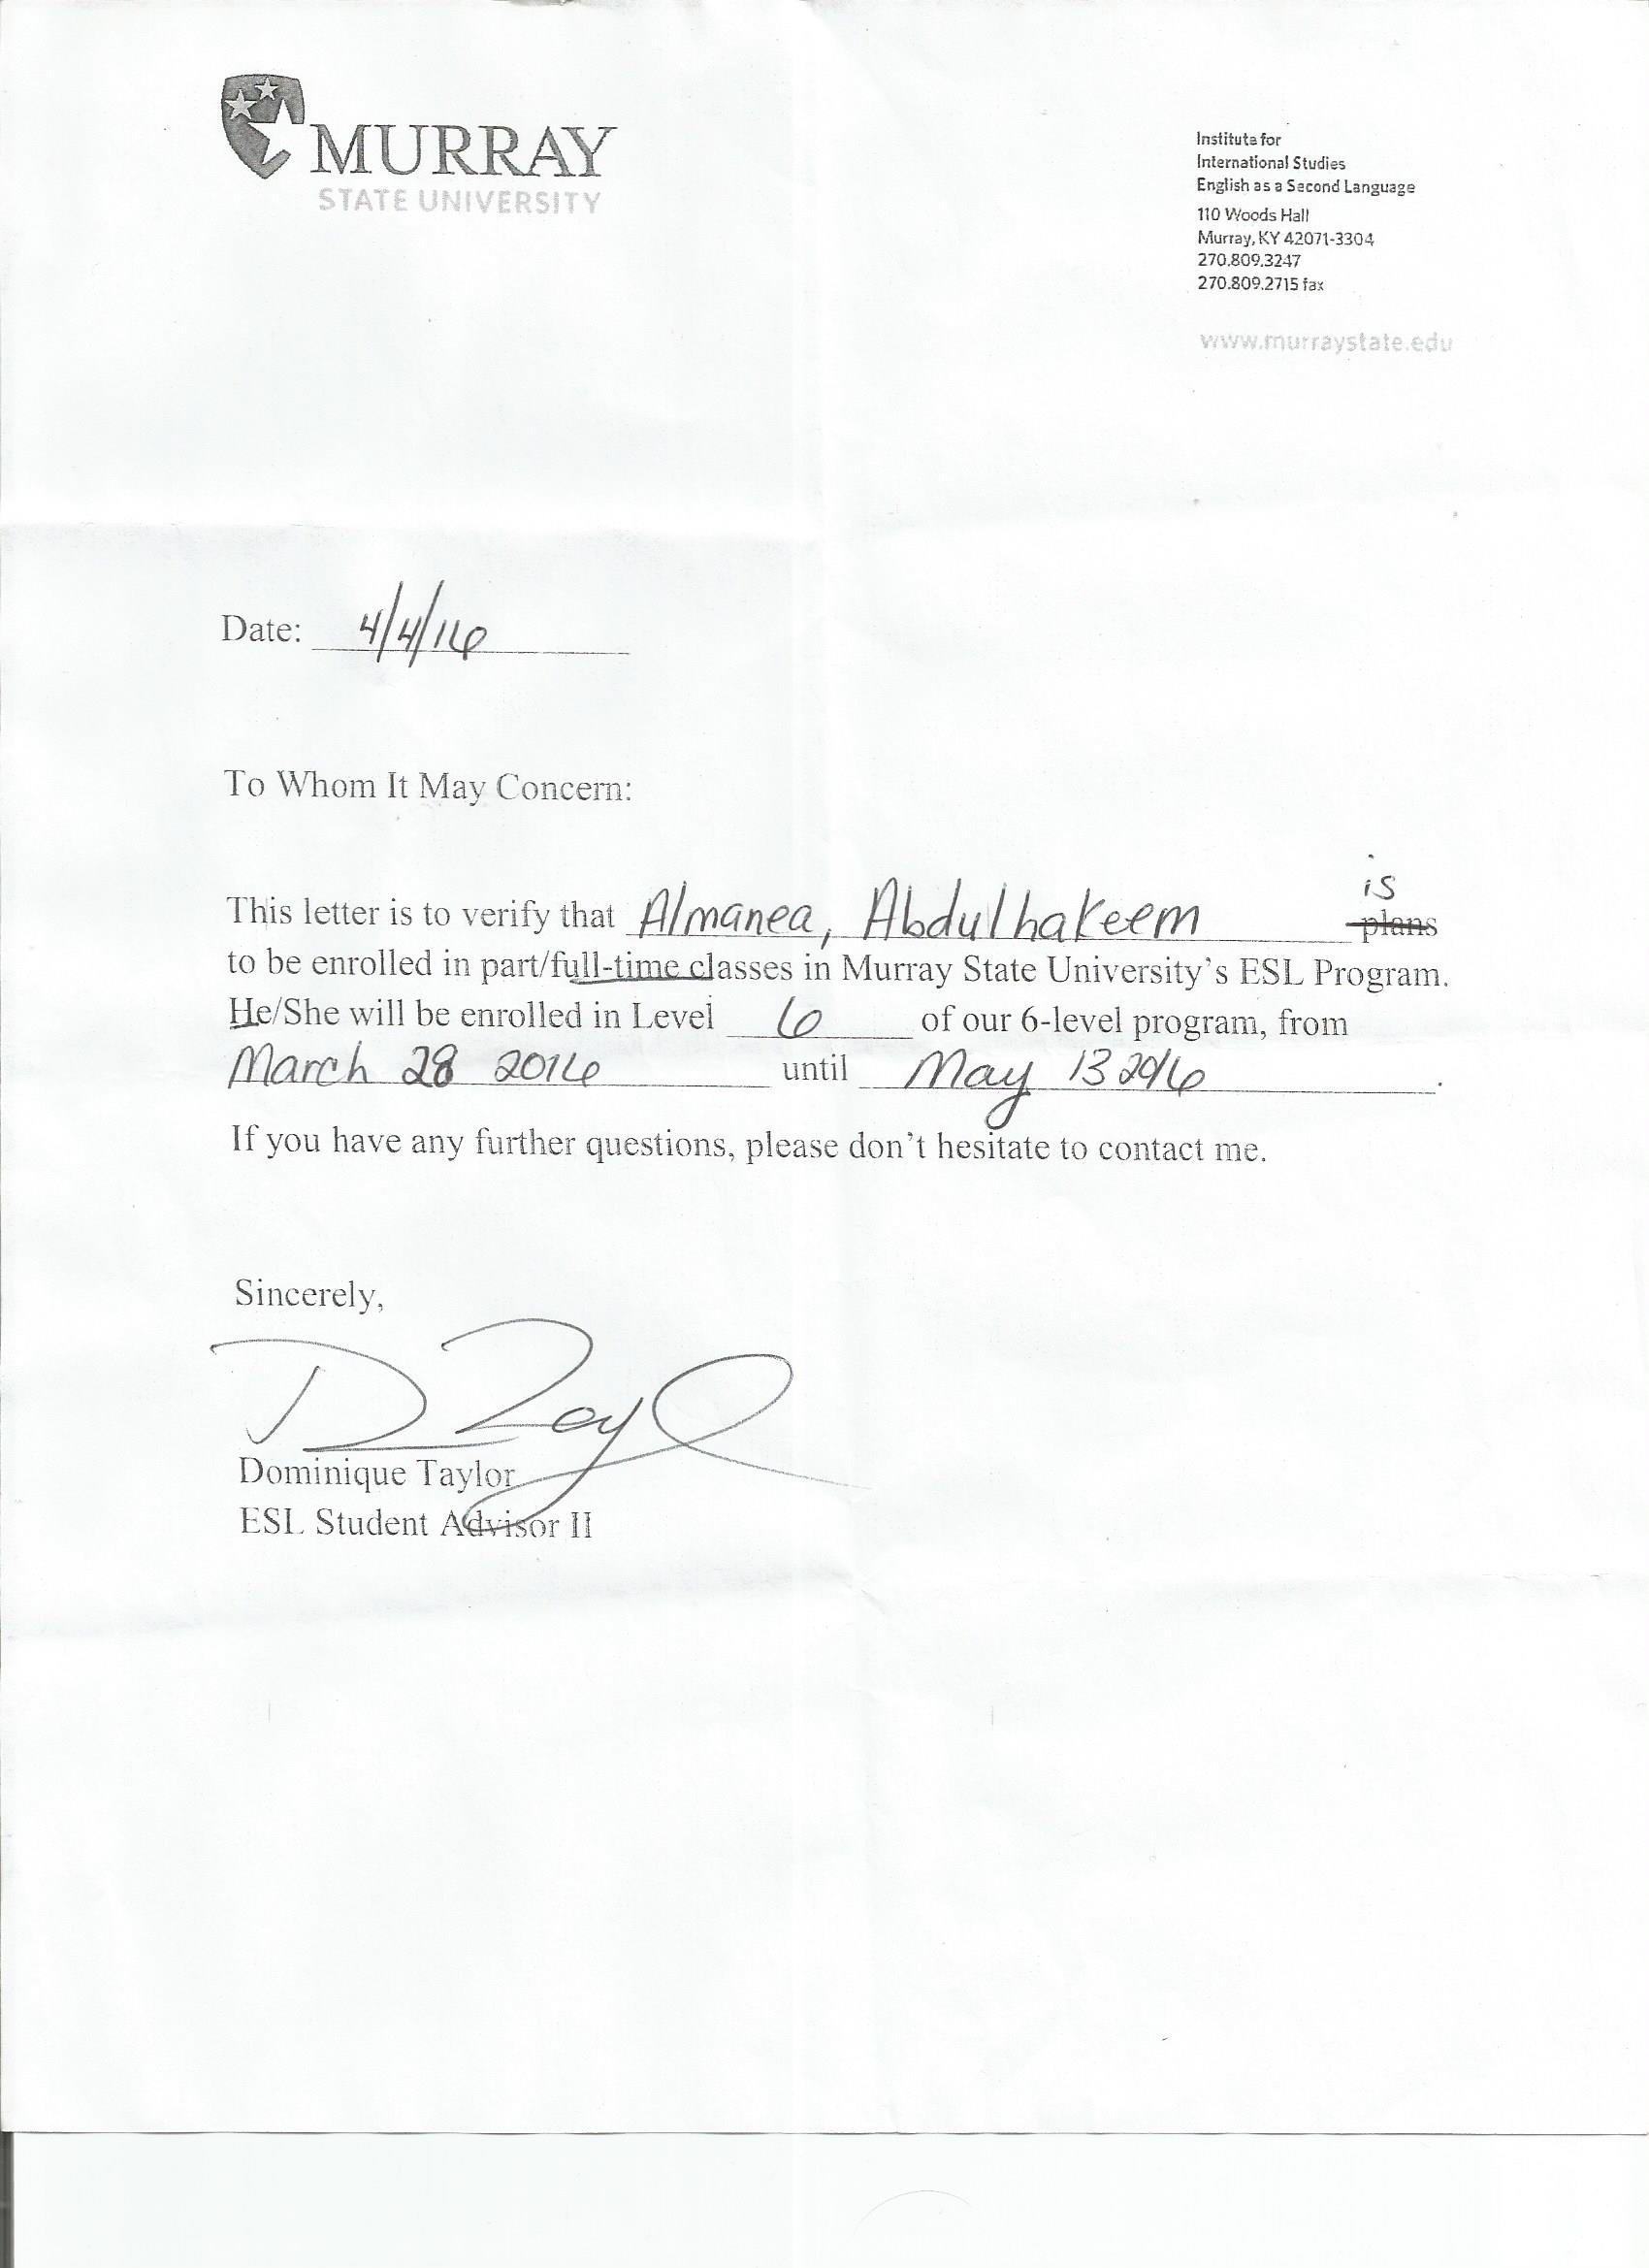 MURRAY
STATE UNIVERSITY
Institute for
International Studies
English as a Second Language
110 Woods Hall
Murray, KY 42071-3304
270.809.3247
270.809.2715 fax
www.murraystate.edu
Date: 4/4/16
To Whom It May Concern:
is
This letter is to verify that Almanea, Abdulhakeem plans
to be enrolled in part/full-time classes in Murray State University's ESL Program.
He/She will be enrolled in Level 6 of our 6-level program, from
March 28 2016 until May 13 2016.
If you have any further questions, please don't hesitate to contact me.
Sincerely,
Dominique Taylor
ESL Student Advisor II